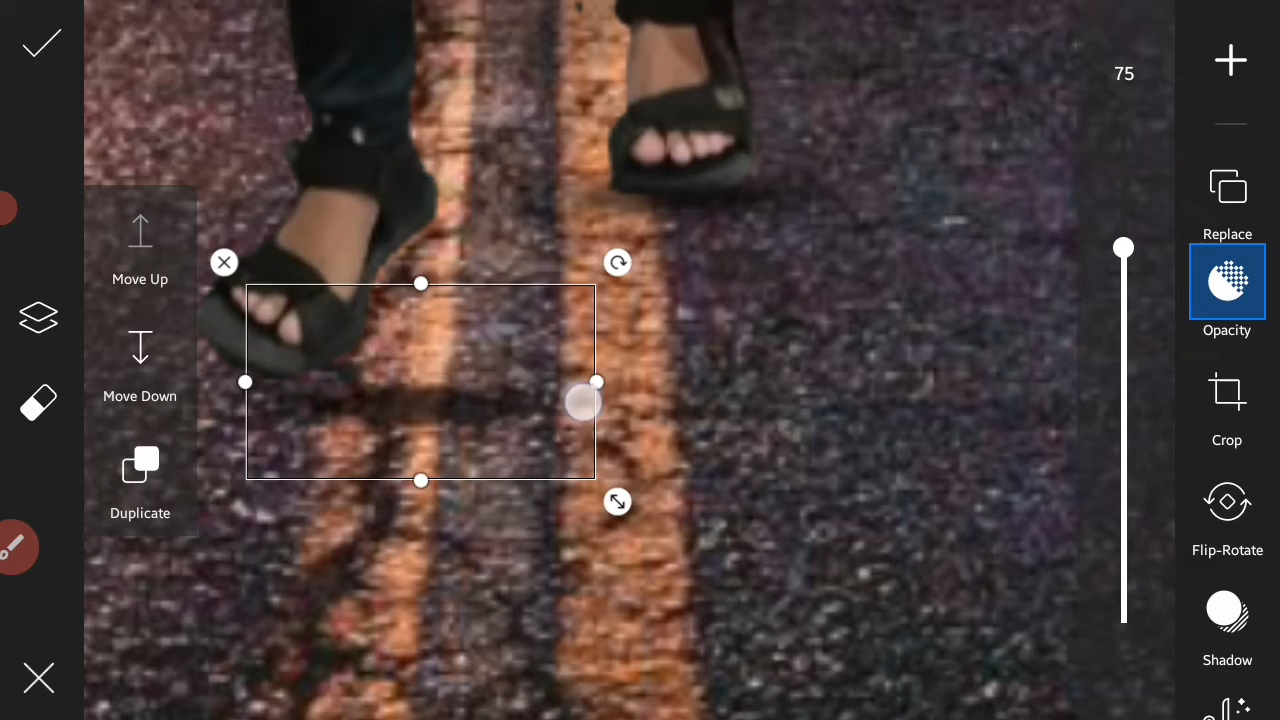 75
Replace
Move Up
Opacity
Move Down
Crop
Duplicate
Flip-Rotate
Shadow